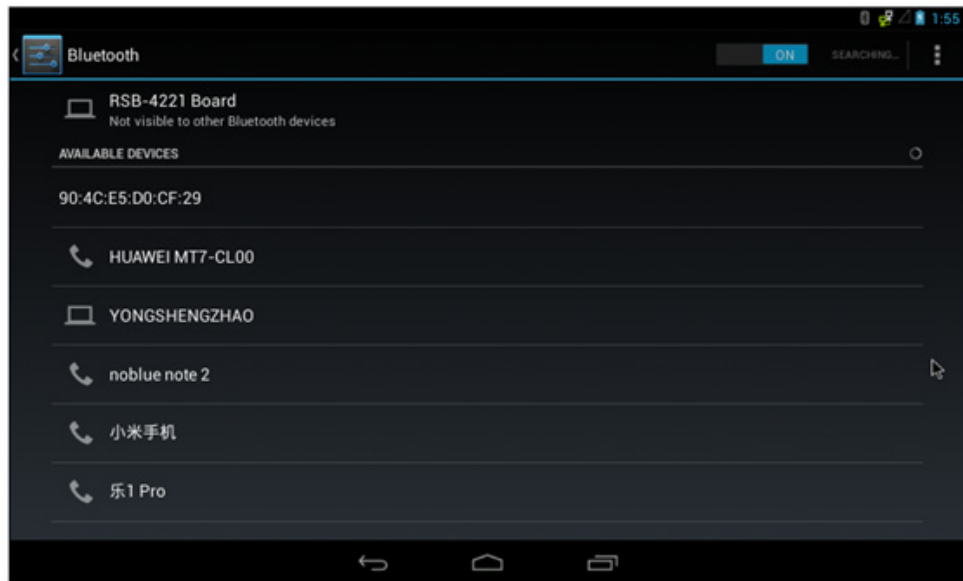 1:55
Bluetooth
ON
SEARCHING...
RSB-4221 Board
Not visible to other Bluetooth devices
AVAILABLE DEVICES
90:4C:E5:D0:CF:29
HUAWEI MT7-CL00
YONGSHENGZHAO
noblue note 2
小米手机
乐1 Pro